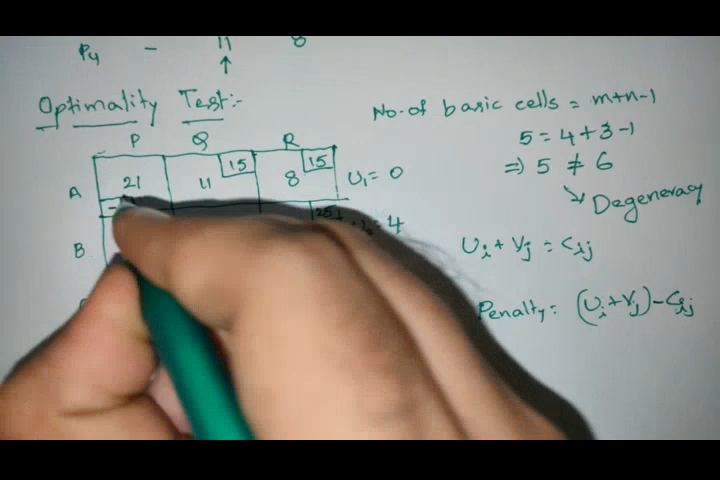 P4 - 11 8
↑
Optimality Test:-
No. of basic cells = m+n-1
5 = 4+3-1
⇒ 5 ≠ 6
↘ Degeneracy
P Q R
15 15
A 21 11 8 U1 = 0
B 4
Ui + Vj = Cij
Penalty: (Ui + Vj) - Cij